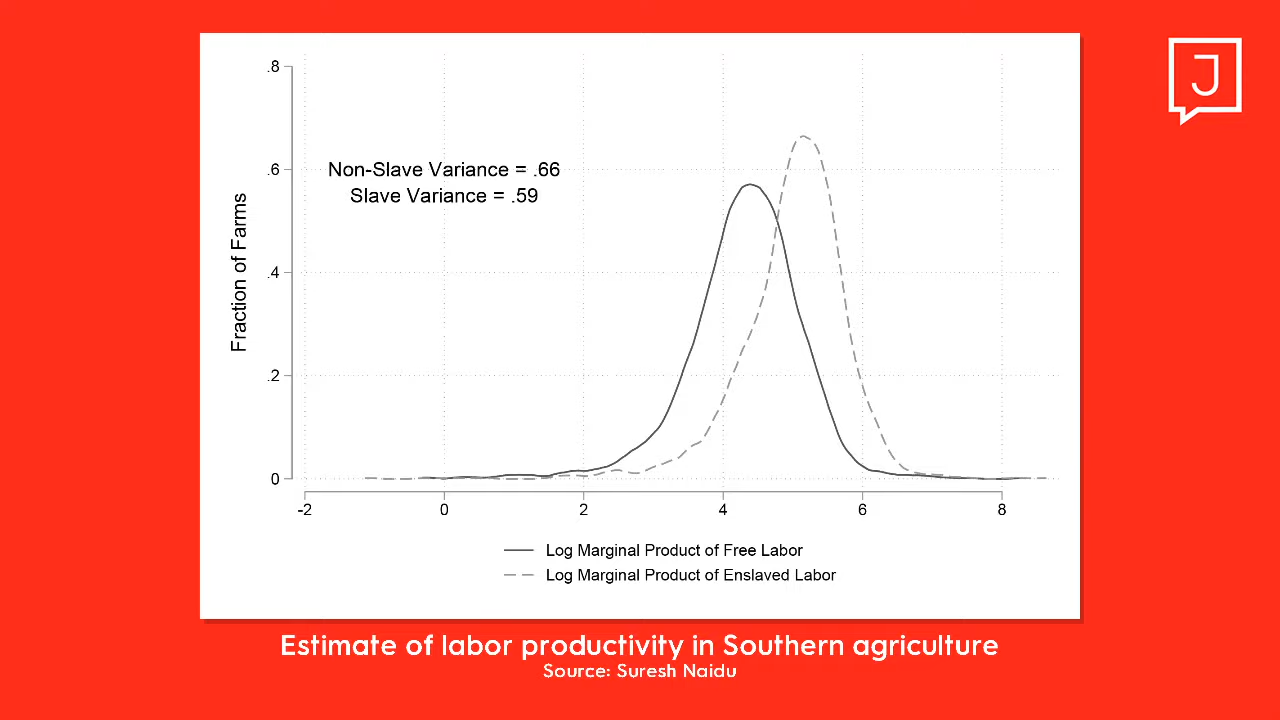 J
.8
.6
.4
.2
0
Fraction of Farms
Non-Slave Variance = .66
Slave Variance = .59
-2 0 2 4 6 8
Log Marginal Product of Free Labor
Log Marginal Product of Enslaved Labor
Estimate of labor productivity in Southern agriculture
Source: Suresh Naidu